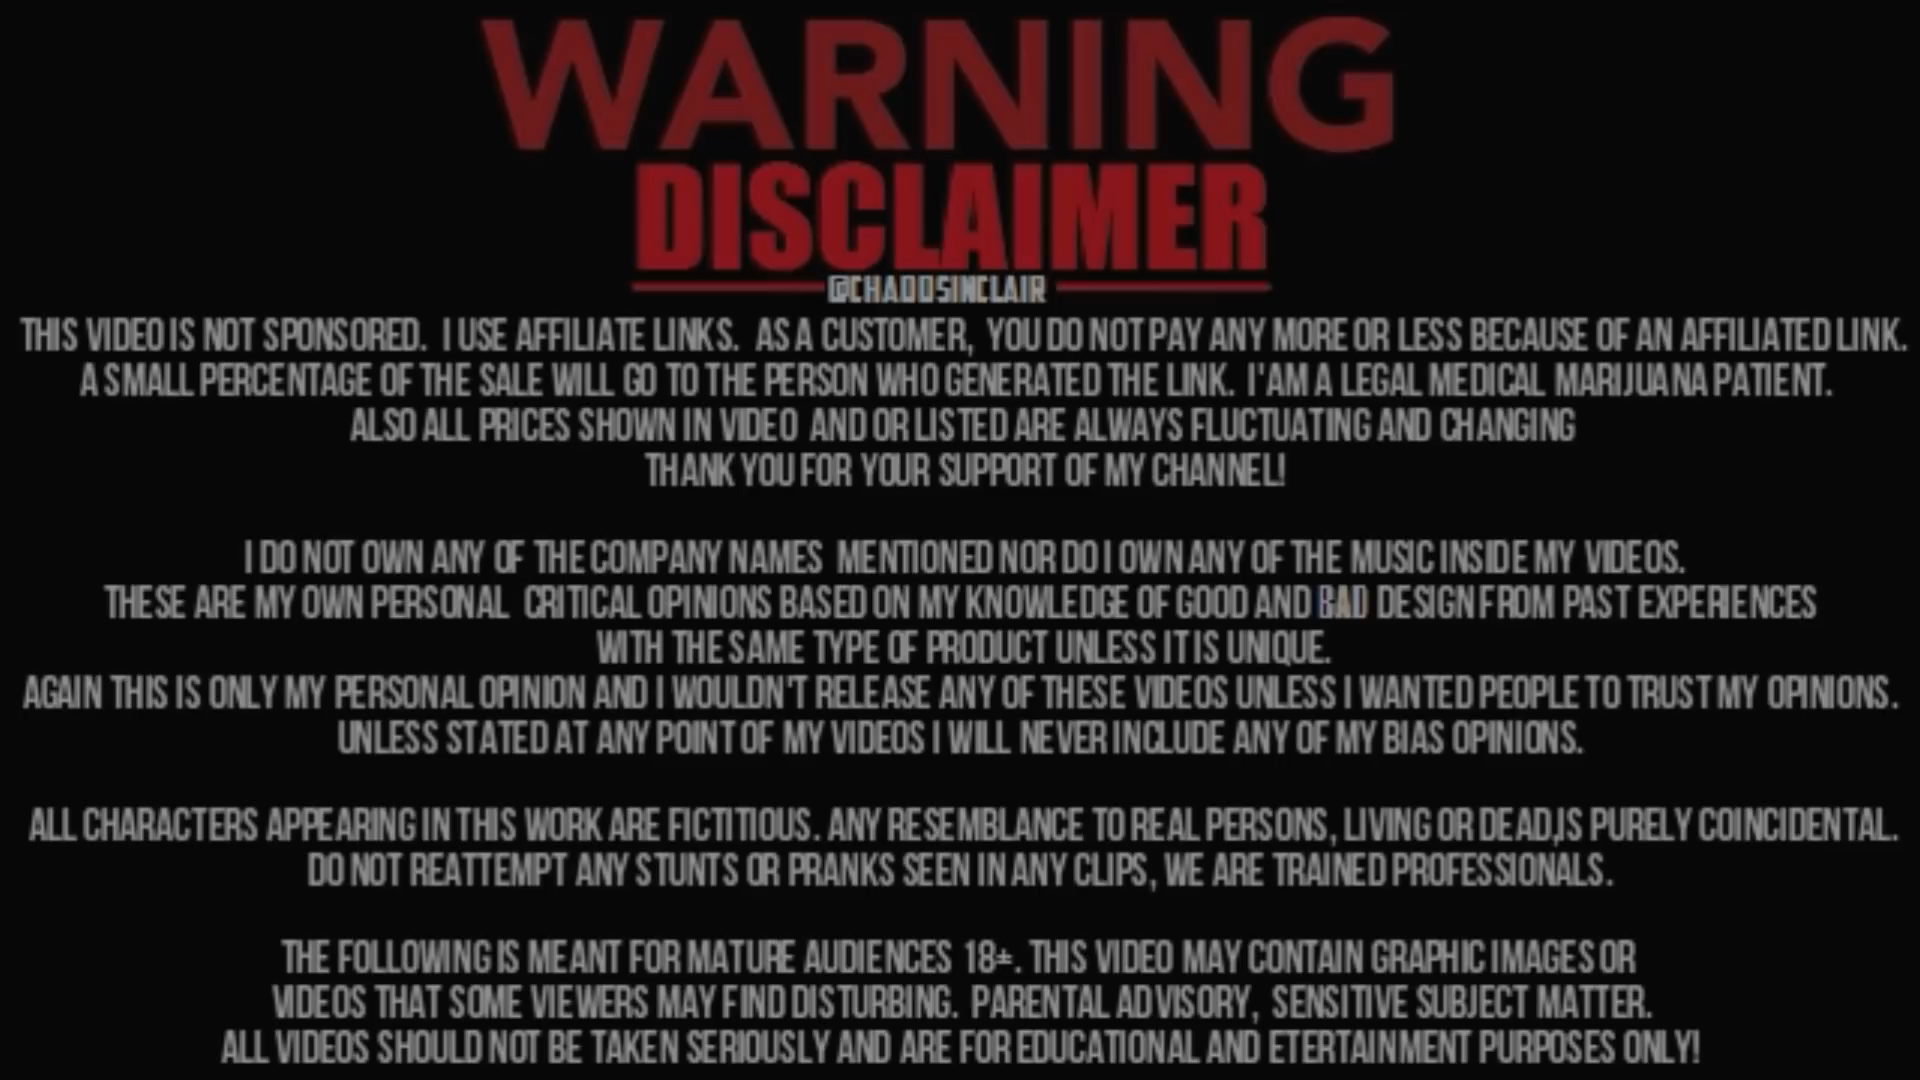 WARNING
DISCLAIMER
@CHADDSINCLAIR
THIS VIDEO IS NOT SPONSORED. I USE AFFILIATE LINKS. AS A CUSTOMER, YOU DO NOT PAY ANY MORE OR LESS BECAUSE OF AN AFFILIATED LINK.
A SMALL PERCENTAGE OF THE SALE WILL GO TO THE PERSON WHO GENERATED THE LINK. I'AM A LEGAL MEDICAL MARIJUANA PATIENT.
ALSO ALL PRICES SHOWN IN VIDEO AND OR LISTED ARE ALWAYS FLUCTUATING AND CHANGING
THANK YOU FOR YOUR SUPPORT OF MY CHANNEL!
I DO NOT OWN ANY OF THE COMPANY NAMES MENTIONED NOR DO I OWN ANY OF THE MUSIC INSIDE MY VIDEOS.
THESE ARE MY OWN PERSONAL CRITICAL OPINIONS BASED ON MY KNOWLEDGE OF GOOD AND BAD DESIGN FROM PAST EXPERIENCES
WITH THE SAME TYPE OF PRODUCT UNLESS IT IS UNIQUE.
AGAIN THIS IS ONLY MY PERSONAL OPINION AND I WOULDN'T RELEASE ANY OF THESE VIDEOS UNLESS I WANTED PEOPLE TO TRUST MY OPINIONS.
UNLESS STATED AT ANY POINT OF MY VIDEOS I WILL NEVER INCLUDE ANY OF MY BIAS OPINIONS.
ALL CHARACTERS APPEARING IN THIS WORK ARE FICTITIOUS. ANY RESEMBLANCE TO REAL PERSONS, LIVING OR DEAD,IS PURELY COINCIDENTAL.
DO NOT REATTEMPT ANY STUNTS OR PRANKS SEEN IN ANY CLIPS, WE ARE TRAINED PROFESSIONALS.
THE FOLLOWING IS MEANT FOR MATURE AUDIENCES 18+. THIS VIDEO MAY CONTAIN GRAPHIC IMAGES OR
VIDEOS THAT SOME VIEWERS MAY FIND DISTURBING. PARENTAL ADVISORY, SENSITIVE SUBJECT MATTER.
ALL VIDEOS SHOULD NOT BE TAKEN SERIOUSLY AND ARE FOR EDUCATIONAL AND ETERTAINMENT PURPOSES ONLY!